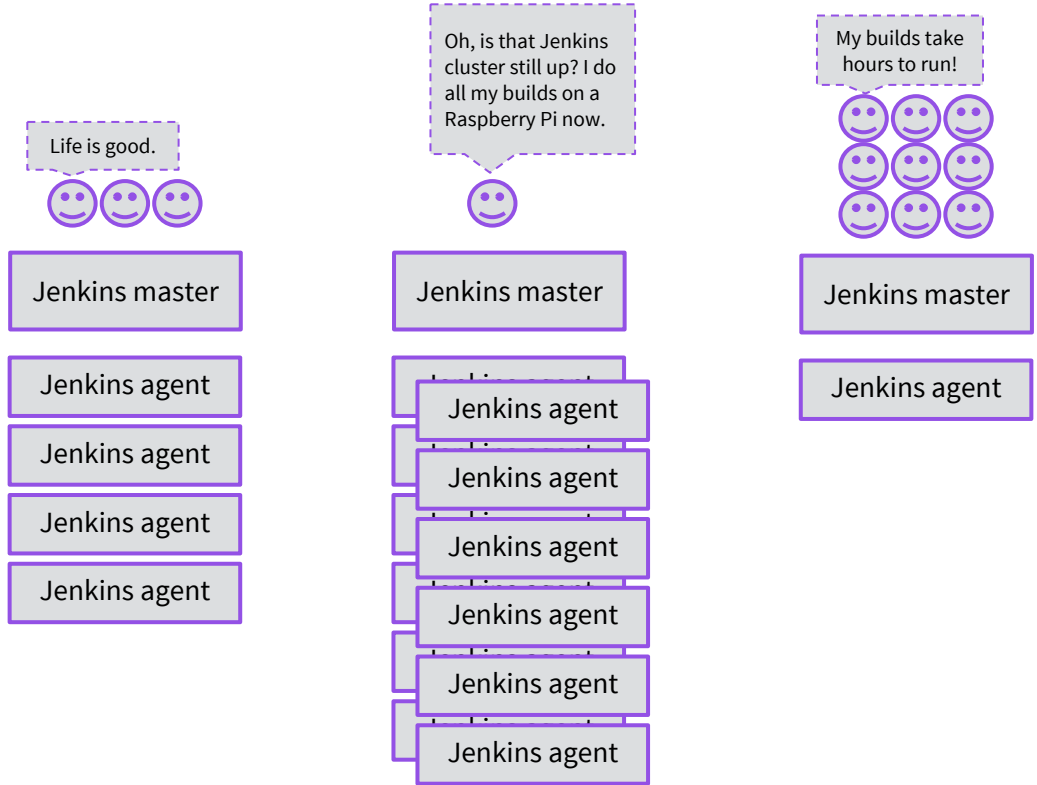 Life is good.
Jenkins master
Jenkins agent
Jenkins agent
Jenkins agent
Jenkins agent
Oh, is that Jenkins
cluster still up? I do
all my builds on a
Raspberry Pi now.
Jenkins master
Jenkins agent
Jenkins agent
Jenkins agent
Jenkins agent
Jenkins agent
Jenkins agent
My builds take
hours to run!
Jenkins master
Jenkins agent